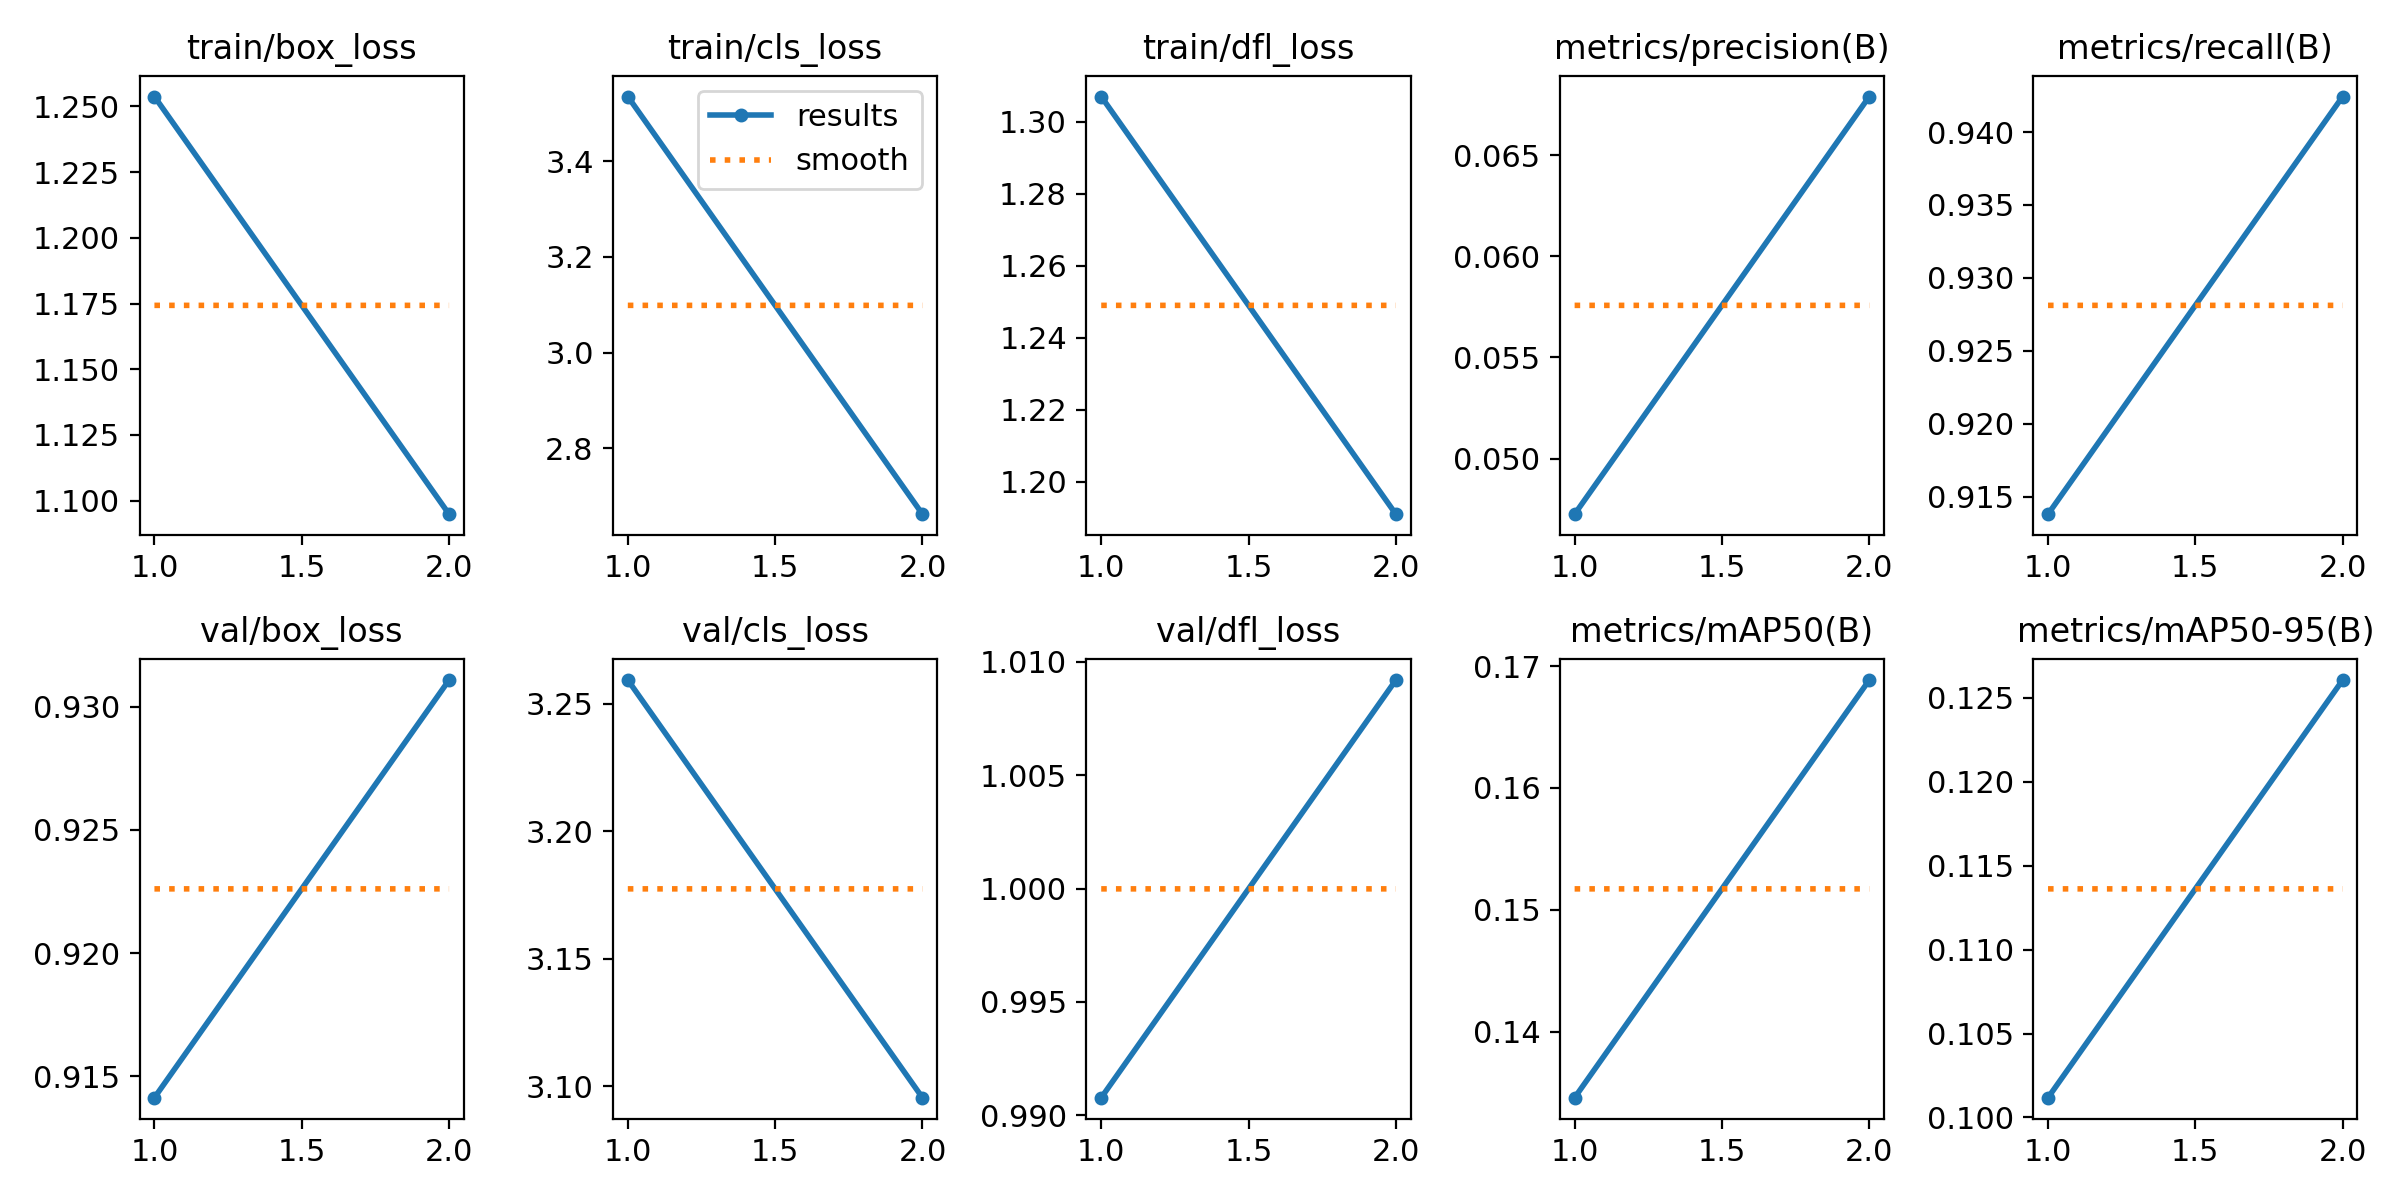 train/box_loss
1.250
1.225
1.200
1.175
1.150
1.125
1.100
1.0 1.5 2.0
train/cls_loss
results
smooth
3.4
3.2
3.0
2.8
1.0 1.5 2.0
train/dfl_loss
1.30
1.28
1.26
1.24
1.22
1.20
1.0 1.5 2.0
metrics/precision(B)
0.065
0.060
0.055
0.050
1.0 1.5 2.0
metrics/recall(B)
0.940
0.935
0.930
0.925
0.920
0.915
1.0 1.5 2.0
val/box_loss
0.930
0.925
0.920
0.915
1.0 1.5 2.0
val/cls_loss
3.25
3.20
3.15
3.10
1.0 1.5 2.0
val/dfl_loss
1.010
1.005
1.000
0.995
0.990
1.0 1.5 2.0
metrics/mAP50(B)
0.17
0.16
0.15
0.14
1.0 1.5 2.0
metrics/mAP50-95(B)
0.125
0.120
0.115
0.110
0.105
0.100
1.0 1.5 2.0